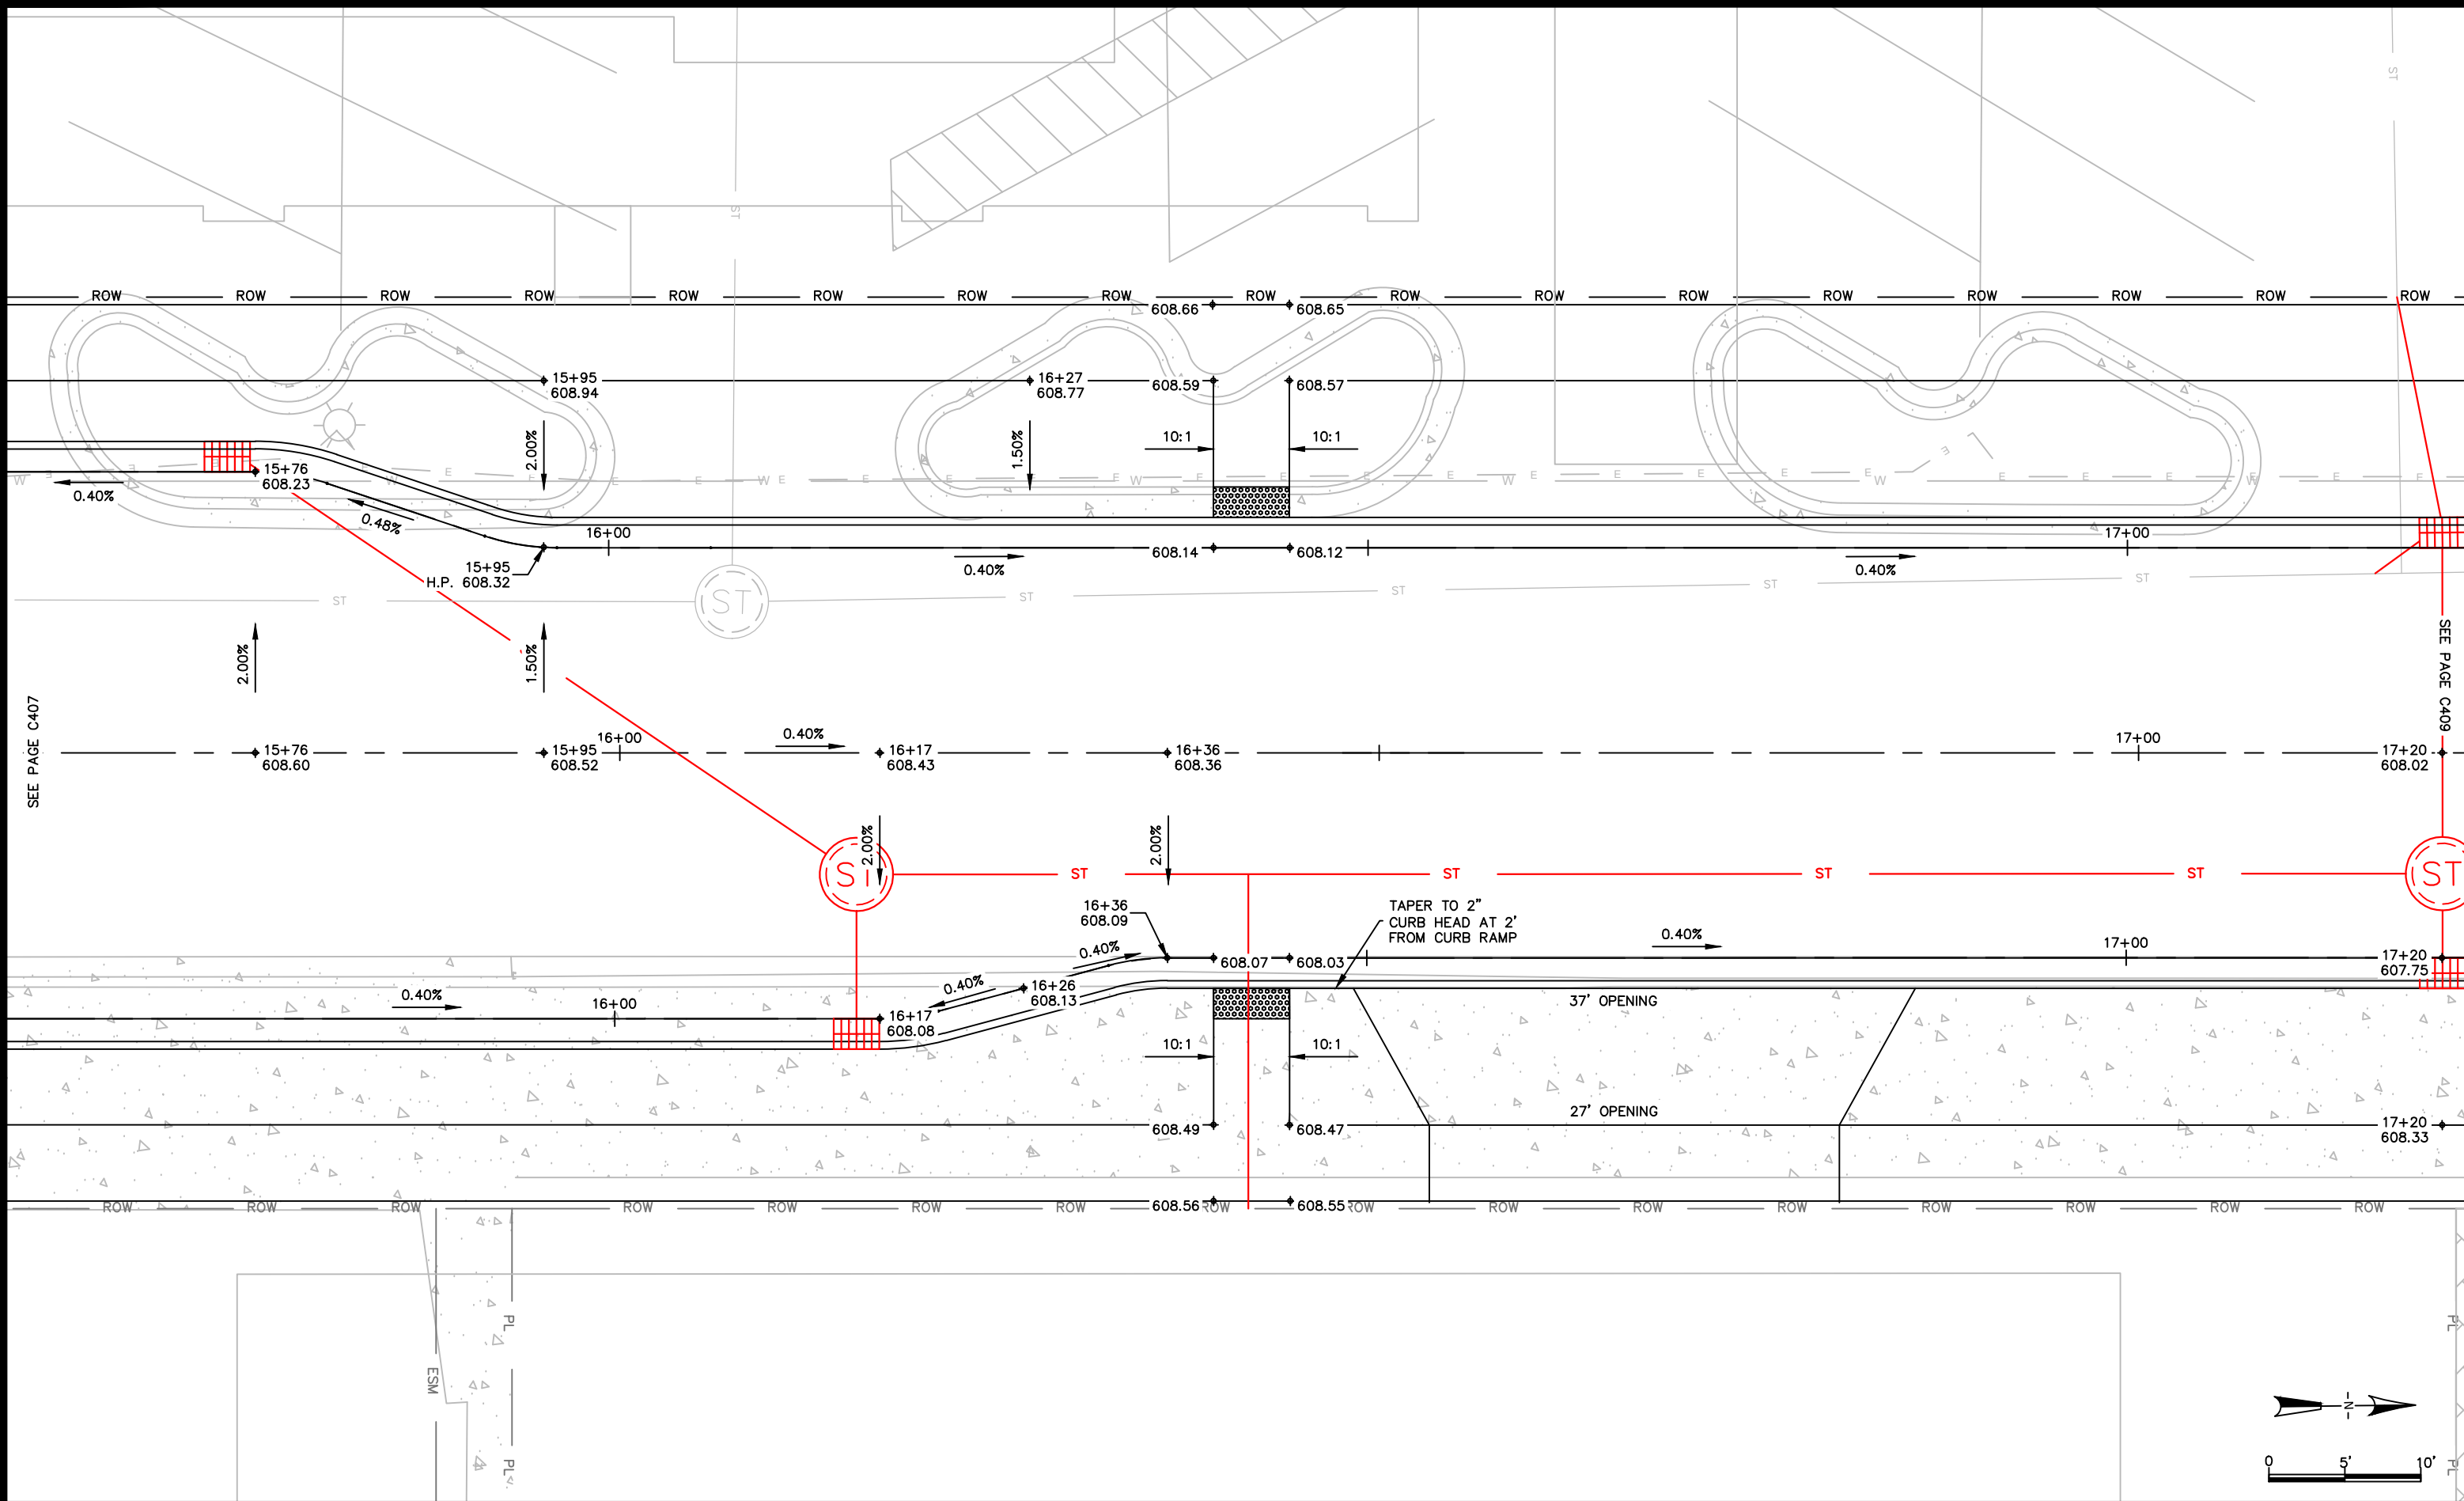 ST
ST
ROW ROW ROW ROW ROW ROW ROW ROW ROW ROW ROW ROW ROW ROW ROW ROW ROW
608.66 608.65
15+95
608.94
16+27
608.77
608.59 608.57
2.00%
1.50%
10:1 10:1
15+76
608.23
W E E W E E E W E E W E E E E E W E E E E W E E W E E
0.40%
0.48%
16+00
17+00
608.14 608.12
0.40%
0.40%
15+95
H.P. 608.32
ST ST ST ST ST ST
2.00%
1.50%
SEE PAGE C407
SEE PAGE C409
15+76
608.60
15+95
608.52
16+00
0.40%
16+17
608.43
16+36
608.36
17+00
17+20
608.02
2.00%
2.00%
ST ST ST ST ST ST
16+36
608.09
TAPER TO 2"
CURB HEAD AT 2'
FROM CURB RAMP
0.40%
0.40%
608.07 608.03
17+00
17+20
607.75
0.40%
0.40%
16+26
608.13
16+00
16+17
608.08
37' OPENING
10:1 10:1
27' OPENING
608.49 608.47
17+20
608.33
608.56 608.55
ROW ROW ROW ROW ROW ROW ROW ROW ROW ROW ROW ROW ROW ROW ROW ROW
PL
PL
ESM
PL
PL
N
0 5' 10'